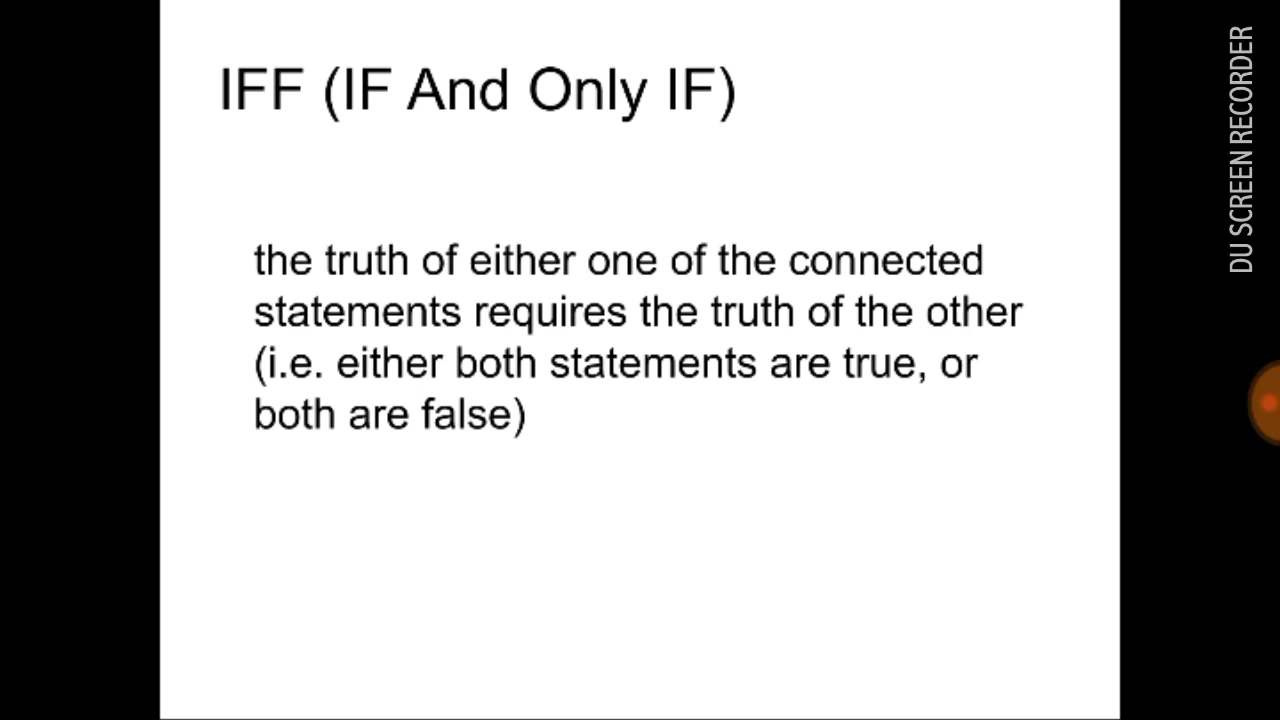 IFF (IF And Only IF)
the truth of either one of the connected
statements requires the truth of the other
(i.e. either both statements are true, or
both are false)
DU SCREEN RECORDER